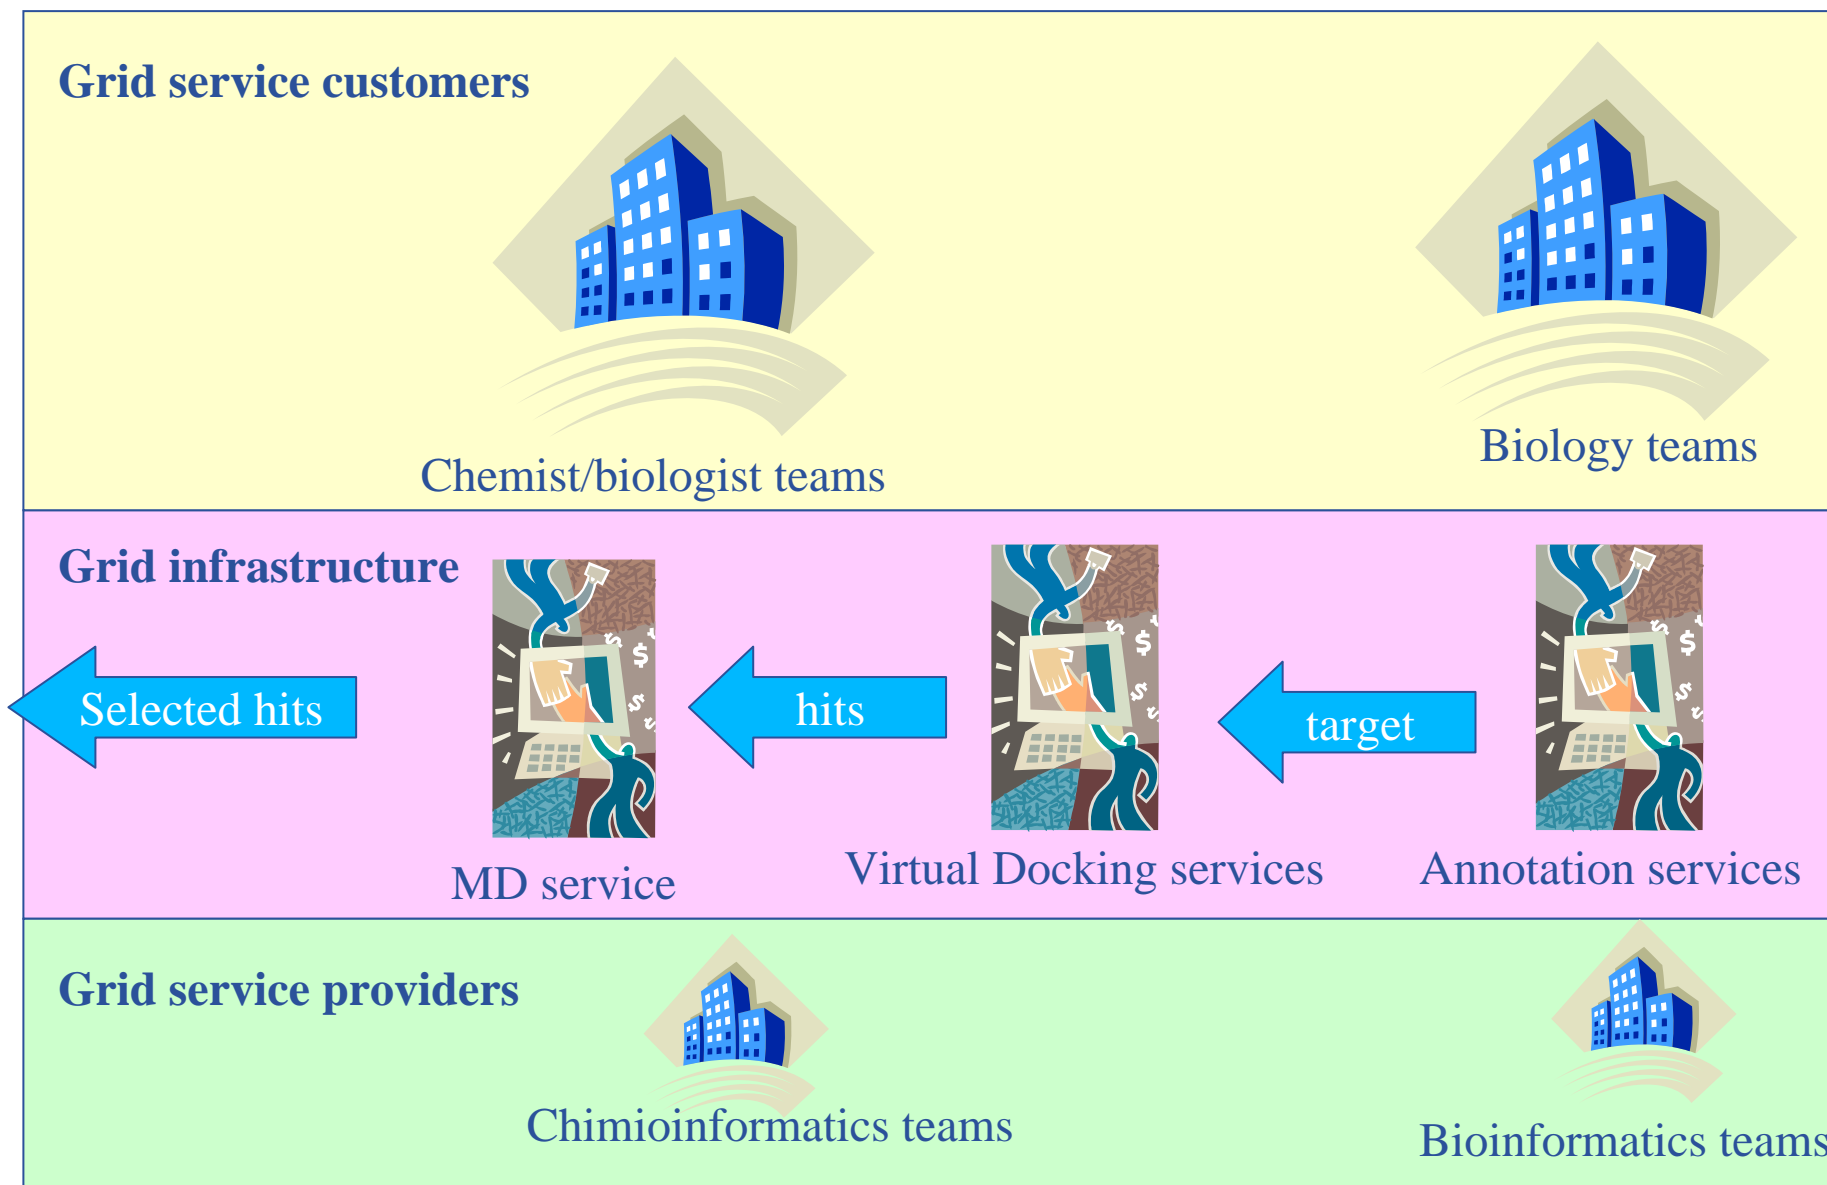 Grid service customers
Chemist/biologist teams
Biology teams
Grid infrastructure
Selected hits
hits
target
MD service
Virtual Docking services
Annotation services
Grid service providers
Chimioinformatics teams
Bioinformatics teams